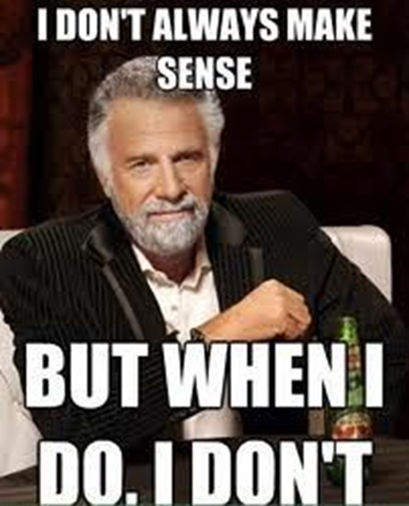 I DON'T ALWAYS MAKE
SENSE
BUT WHEN I
DO. I DON'T